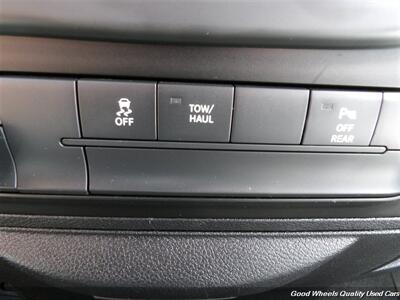 OFF
TOW/
HAUL
OFF
REAR
Good Wheels Quality Used Cars